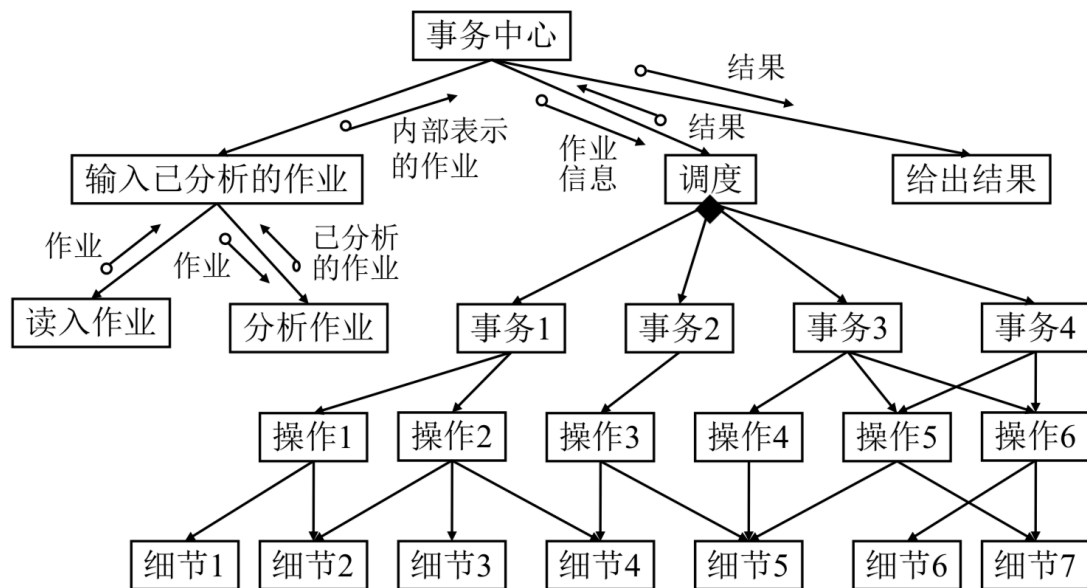 事务中心
结果
内部表示
的作业
作业
信息
结果
输入已分析的作业
调度
给出结果
作业
作业
已分析
的作业
读入作业
分析作业
事务1
事务2
事务3
事务4
操作1
操作2
操作3
操作4
操作5
操作6
细节1
细节2
细节3
细节4
细节5
细节6
细节7